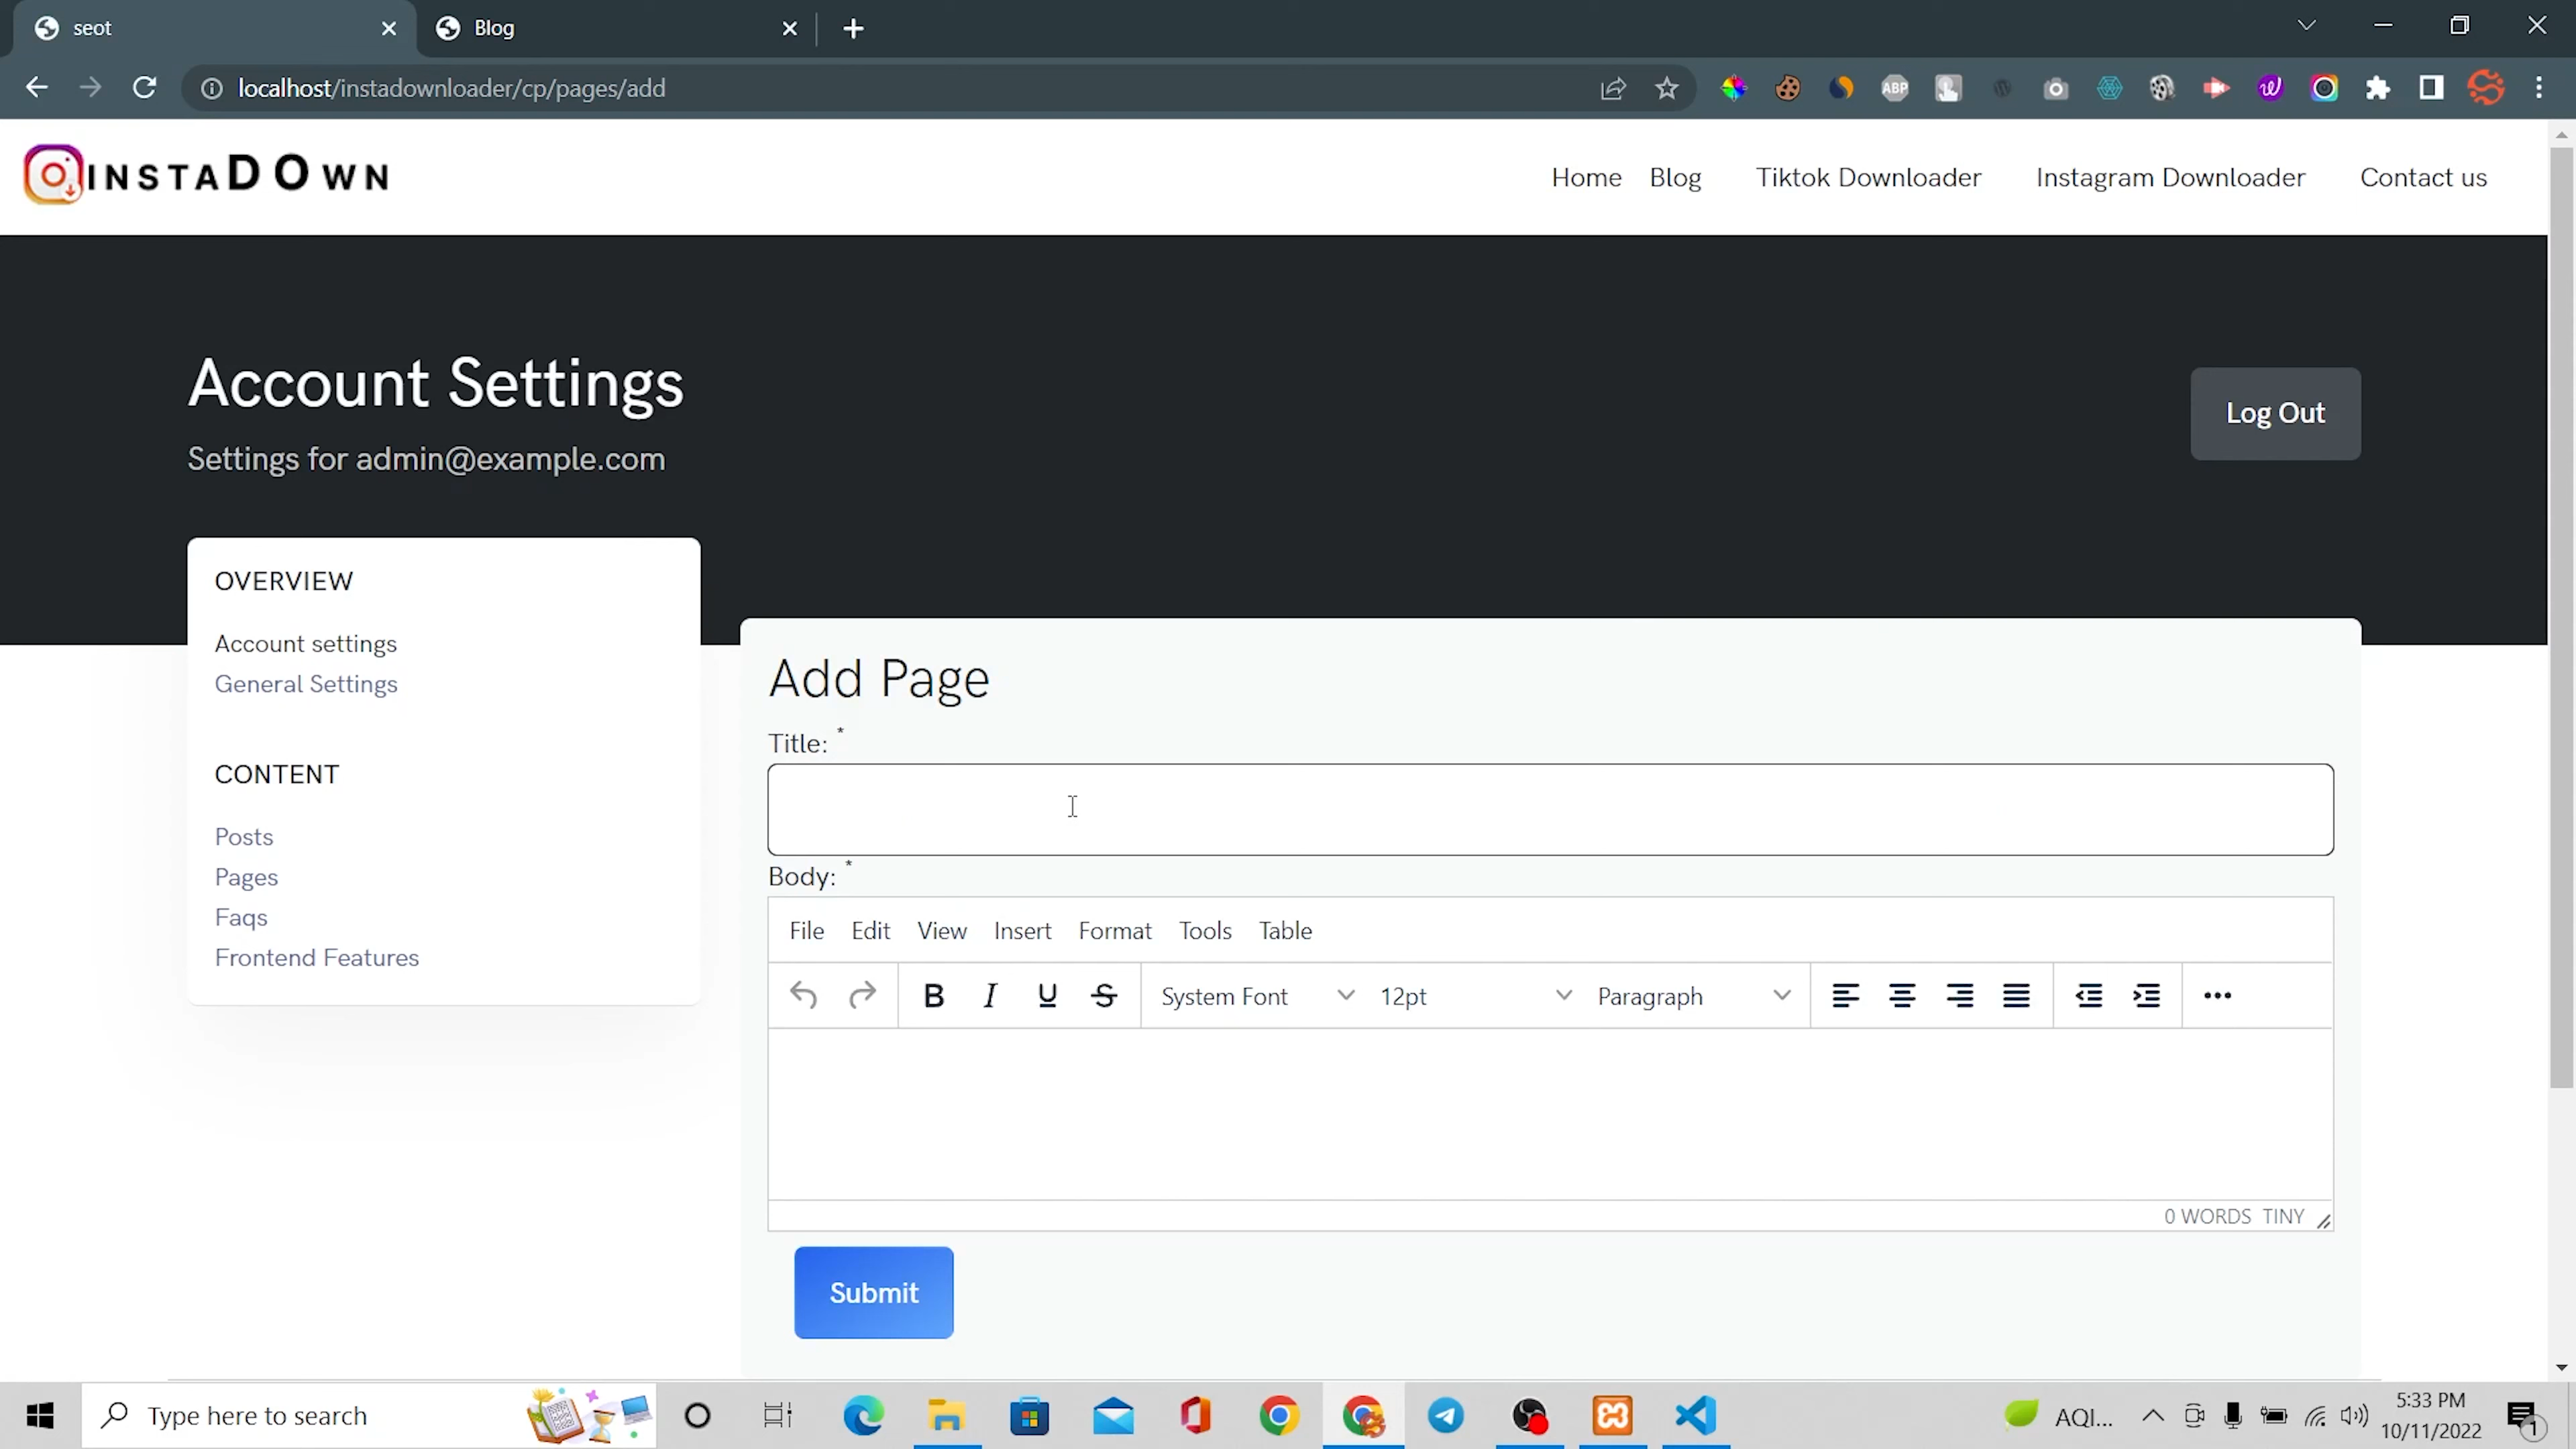 seot
Blog
localhost/instadownloader/cp/pages/add
ABP
INSTADOWN
Home Blog Tiktok Downloader Instagram Downloader Contact us
Account Settings
Settings for admin@example.com
Log Out
OVERVIEW
Account settings
General Settings
CONTENT
Posts
Pages
Faqs
Frontend Features
Add Page
Title: *
Body: *
File Edit View Insert Format Tools Table
B I U S System Font 12pt Paragraph
0 WORDS TINY
Submit
Type here to search
AQI...
5:33 PM
10/11/2022
1